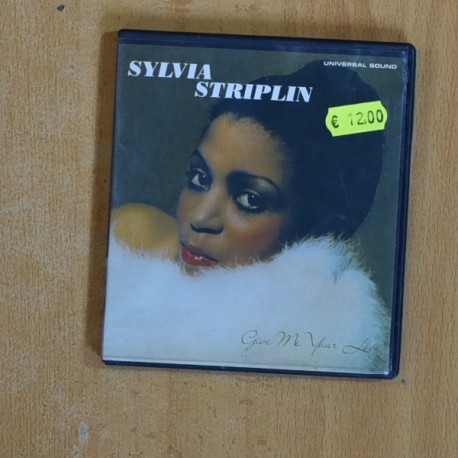 UNIVERSAL SOUND
SYLVIA
STRIPLIN
€ 12.00
Give Me Your Love